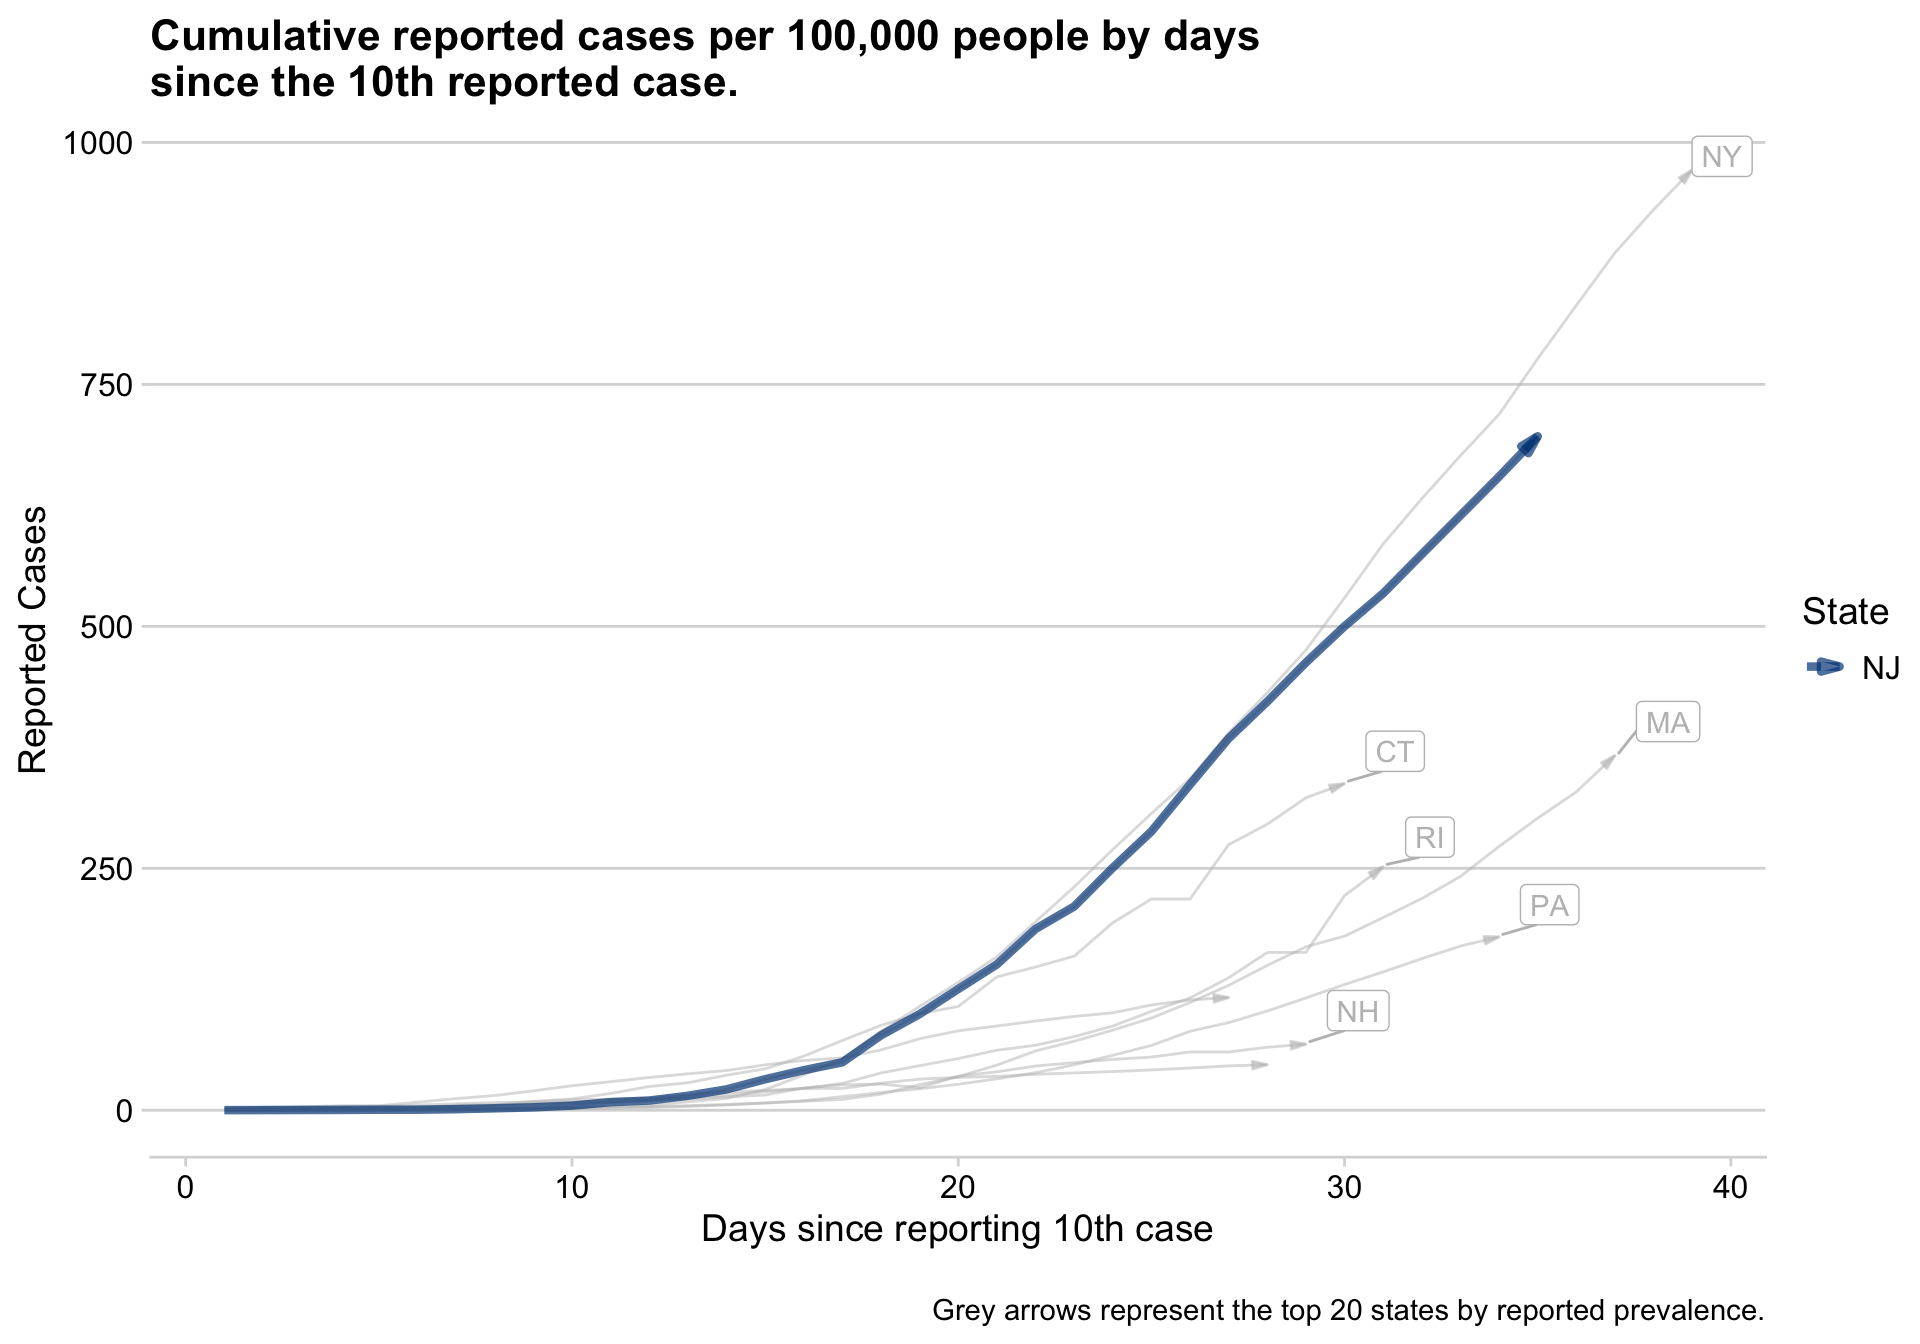 Cumulative reported cases per 100,000 people by days
since the 10th reported case.
1000
750
500
250
0
Reported Cases
NY
MA
CT
RI
PA
NH
State
NJ
0 10 20 30 40
Days since reporting 10th case
Grey arrows represent the top 20 states by reported prevalence.